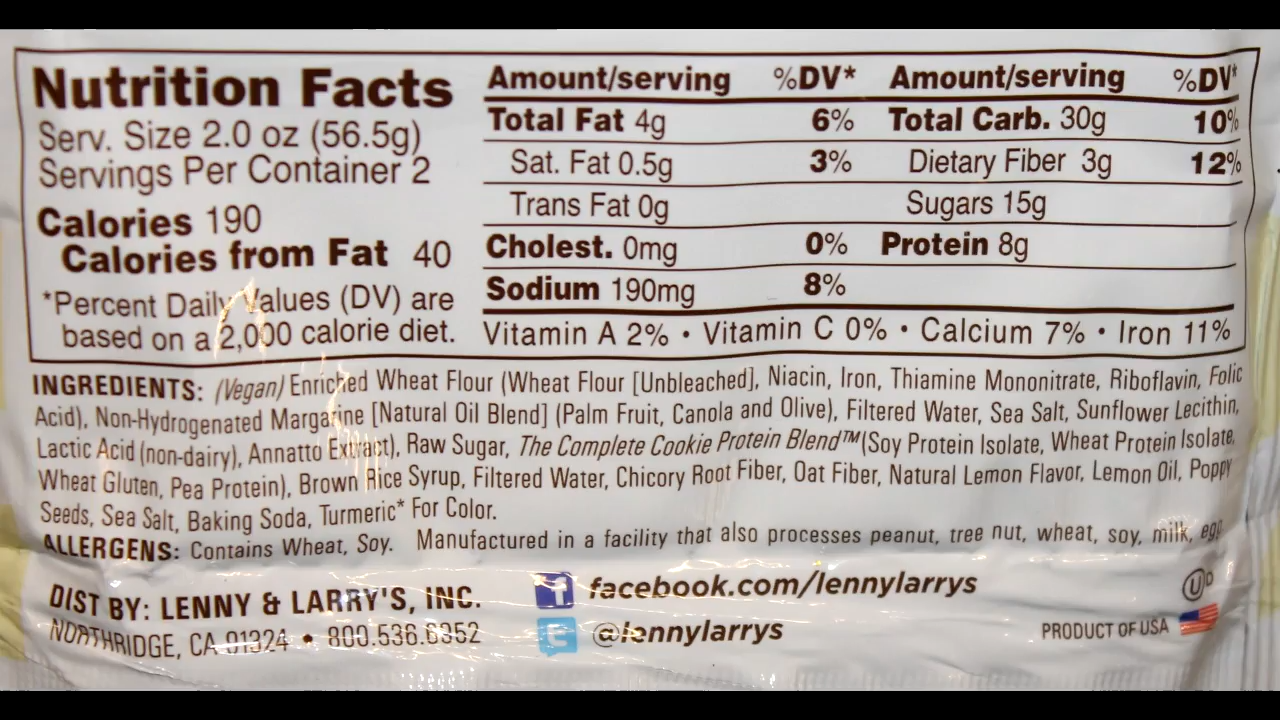 Nutrition Facts
Serv. Size 2.0 oz (56.5g)
Servings Per Container 2
Calories 190
Calories from Fat 40
*Percent Daily Values (DV) are
based on a 2,000 calorie diet.
Amount/serving %DV* Amount/serving %DV*
Total Fat 4g 6% Total Carb. 30g 10%
Sat. Fat 0.5g 3% Dietary Fiber 3g 12%
Trans Fat 0g Sugars 15g
Cholest. 0mg 0% Protein 8g
Sodium 190mg 8%
Vitamin A 2% • Vitamin C 0% • Calcium 7% • Iron 11%
INGREDIENTS: (Vegan) Enriched Wheat Flour (Wheat Flour [Unbleached], Niacin, Iron, Thiamine Mononitrate, Riboflavin, Folic
Acid), Non-Hydrogenated Margarine [Natural Oil Blend] (Palm Fruit, Canola and Olive), Filtered Water, Sea Salt, Sunflower Lecithin,
Lactic Acid (non-dairy), Annatto Extract), Raw Sugar, The Complete Cookie Protein Blend™ (Soy Protein Isolate, Wheat Protein Isolate,
Wheat Gluten, Pea Protein), Brown Rice Syrup, Filtered Water, Chicory Root Fiber, Oat Fiber, Natural Lemon Flavor, Lemon Oil, Poppy
Seeds, Sea Salt, Baking Soda, Turmeric* For Color.
ALLERGENS: Contains Wheat, Soy. Manufactured in a facility that also processes peanut, tree nut, wheat, soy, milk, egg
DIST BY: LENNY & LARRY'S, INC.
NORTHRIDGE, CA 91324 • 800.536.6352
f facebook.com/lennylarrys
@lennylarrys
U D
PRODUCT OF USA